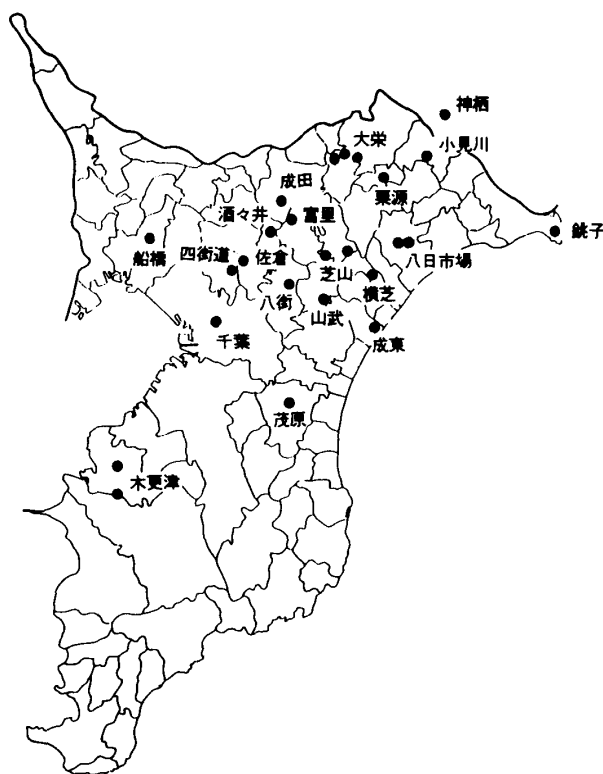 神栖
大栄
小見川
成田
栗源
酒々井
富里
銚子
船橋
四街道
佐倉
芝山
八日市場
八街
横芝
山武
千葉
成東
茂原
木更津